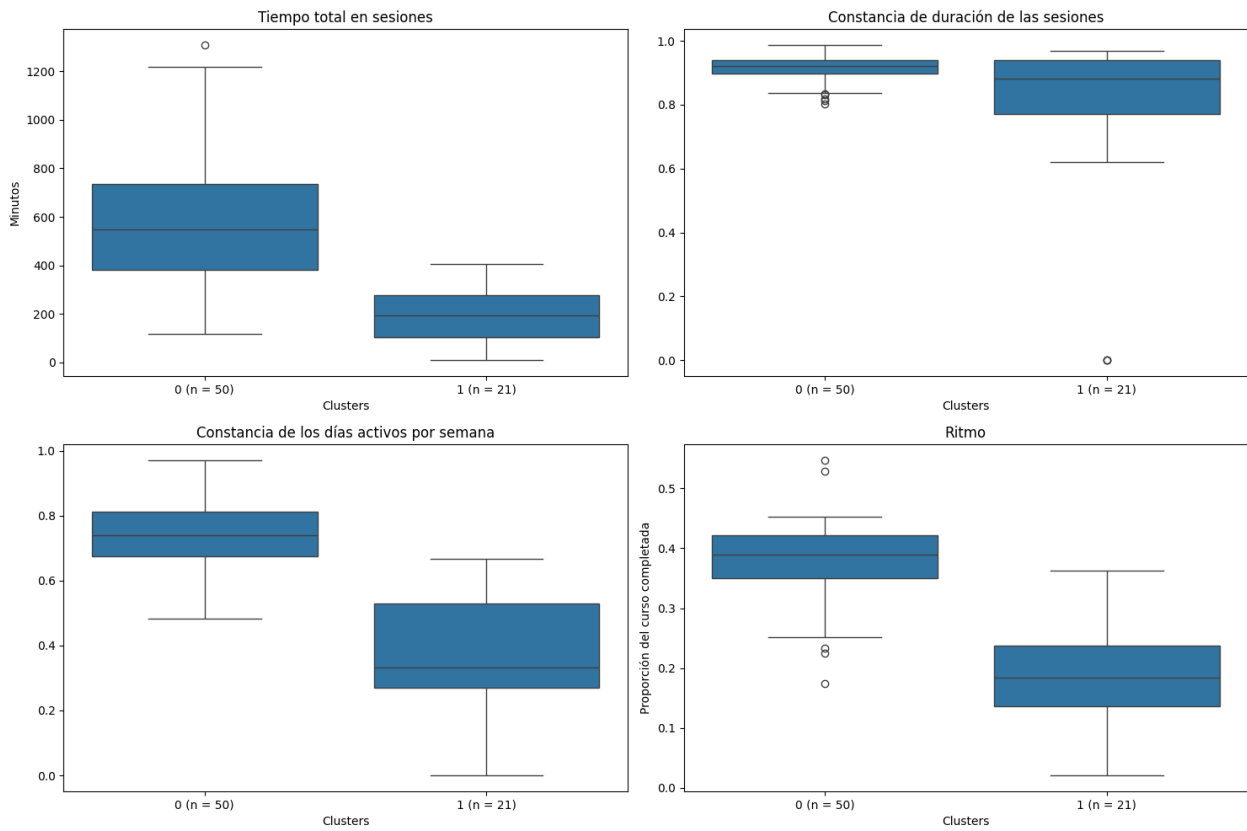 Tiempo total en sesiones
Minutos
1200
1000
800
600
400
200
0
0 (n = 50)
1 (n = 21)
Clusters
Constancia de duración de las sesiones
1.0
0.8
0.6
0.4
0.2
0.0
0 (n = 50)
1 (n = 21)
Clusters
Constancia de los días activos por semana
1.0
0.8
0.6
0.4
0.2
0.0
0 (n = 50)
1 (n = 21)
Clusters
Ritmo
Proporción del curso completada
0.5
0.4
0.3
0.2
0.1
0.0
0 (n = 50)
1 (n = 21)
Clusters